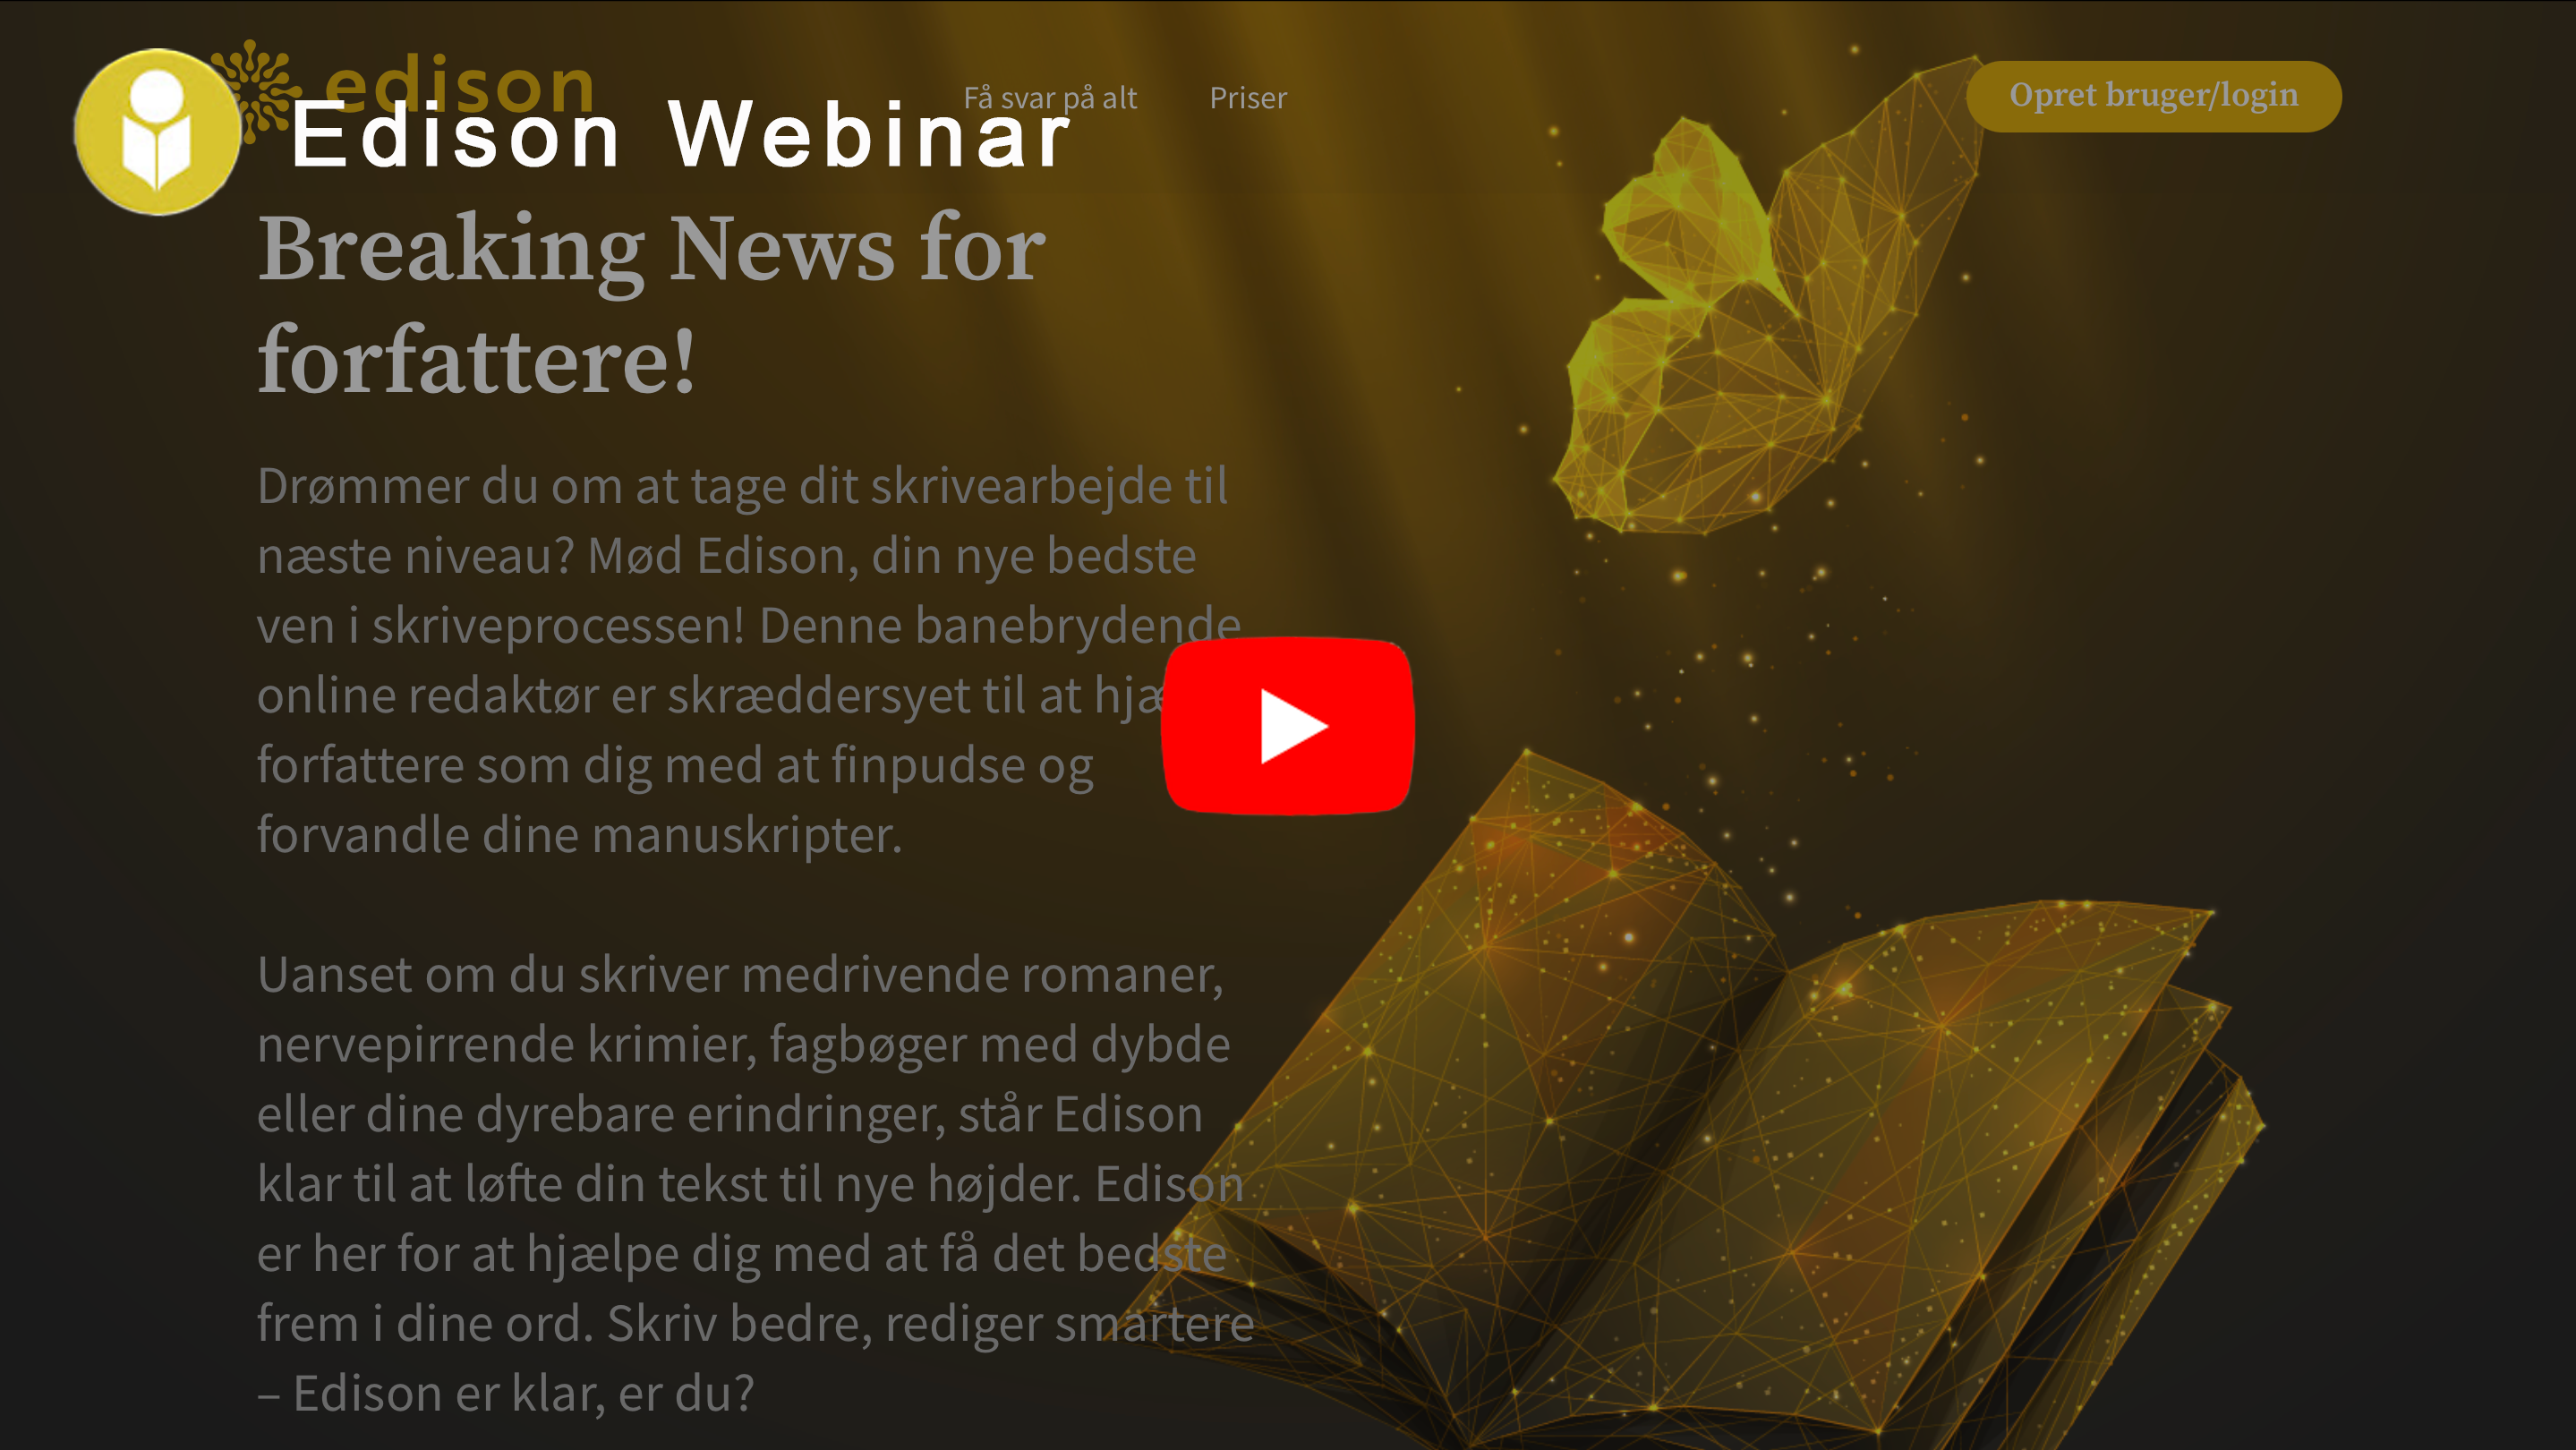 edison
Få svar på alt
Priser
Opret bruger/login
Edison Webinar
Breaking News for
forfattere!
Drømmer du om at tage dit skrivearbejde til
næste niveau? Mød Edison, din nye bedste
ven i skriveprocessen! Denne banebrydende
online redaktør er skræddersyet til at
forfattere som dig med at finpudse og
forvandle dine manuskripter.
Uanset om du skriver medrivende romaner,
nervepirrende krimier, fagbøger med dybde
eller dine dyrebare erindringer, står Edison
klar til at løfte din tekst til nye højder. Edison
er her for at hjælpe dig med at få det bedste
frem i dine ord. Skriv bedre, rediger smartere
– Edison er klar, er du?